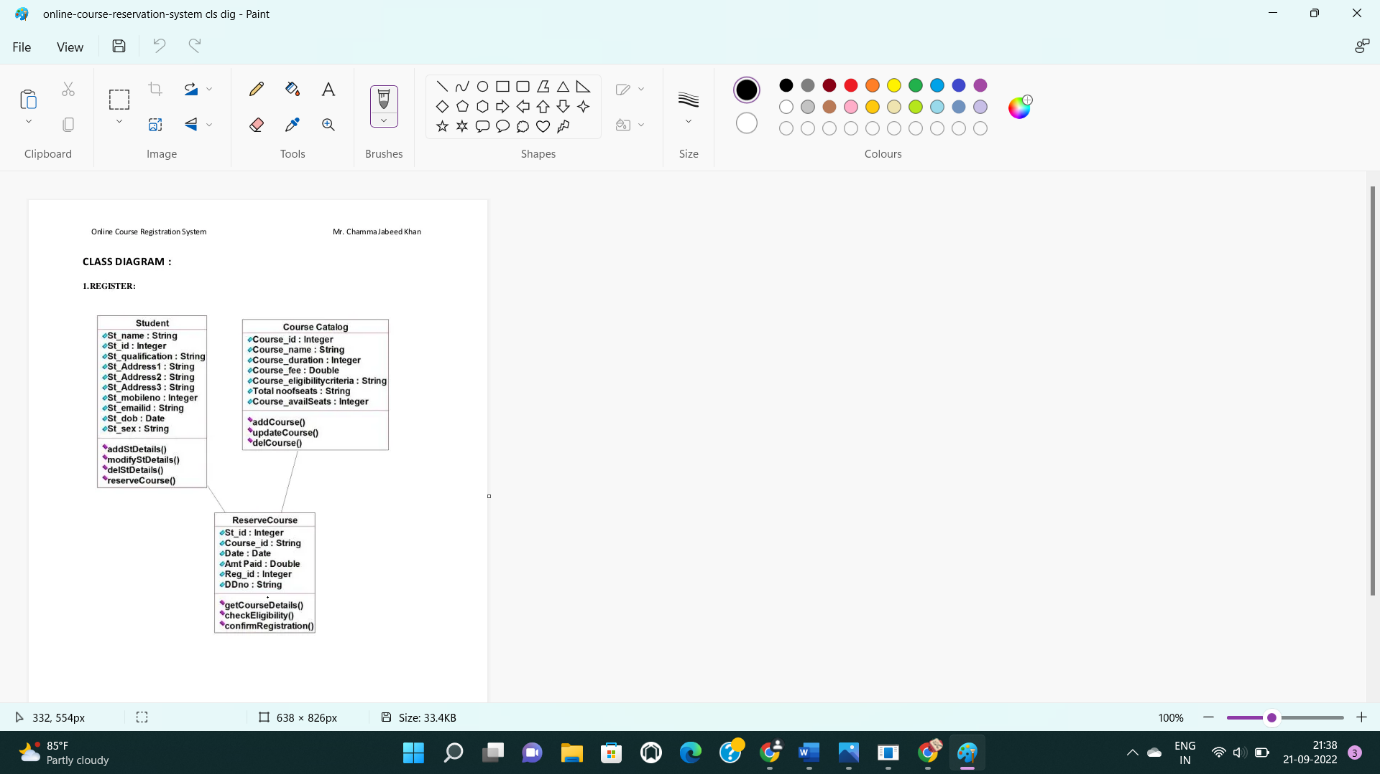 online-course-reservation-system cls dig - Paint
File View
Clipboard
Image
Tools
Brushes
Shapes
Size
Colours
Online Course Registration System Mr. Chamma Jabeed Khan
CLASS DIAGRAM :
1.REGISTER:
Student
St_name : String
St_id : Integer
St_qualification : String
St_Address1 : String
St_Address2 : String
St_Address3 : String
St_mobileno : Integer
St_emailid : String
St_dob : Date
St_sex : String
addStDetails()
modifyStDetails()
delStDetails()
reserveCourse()
Course Catalog
Course_id : Integer
Course_name : String
Course_duration : Integer
Course_fee : Double
Course_eligibilitycriteria : String
Total noofseats : String
Course_availSeats : Integer
addCourse()
updateCourse()
delCourse()
ReserveCourse
St_id : Integer
Course_id : String
Date : Date
Amt Paid : Double
Reg_id : Integer
DDno : String
getCourseDetails()
checkEligibility()
confirmRegistration()
332, 554px
638 × 826px
Size: 33.4KB
100%
85°F
Partly cloudy
ENG
IN
21:38
21-09-2022
3